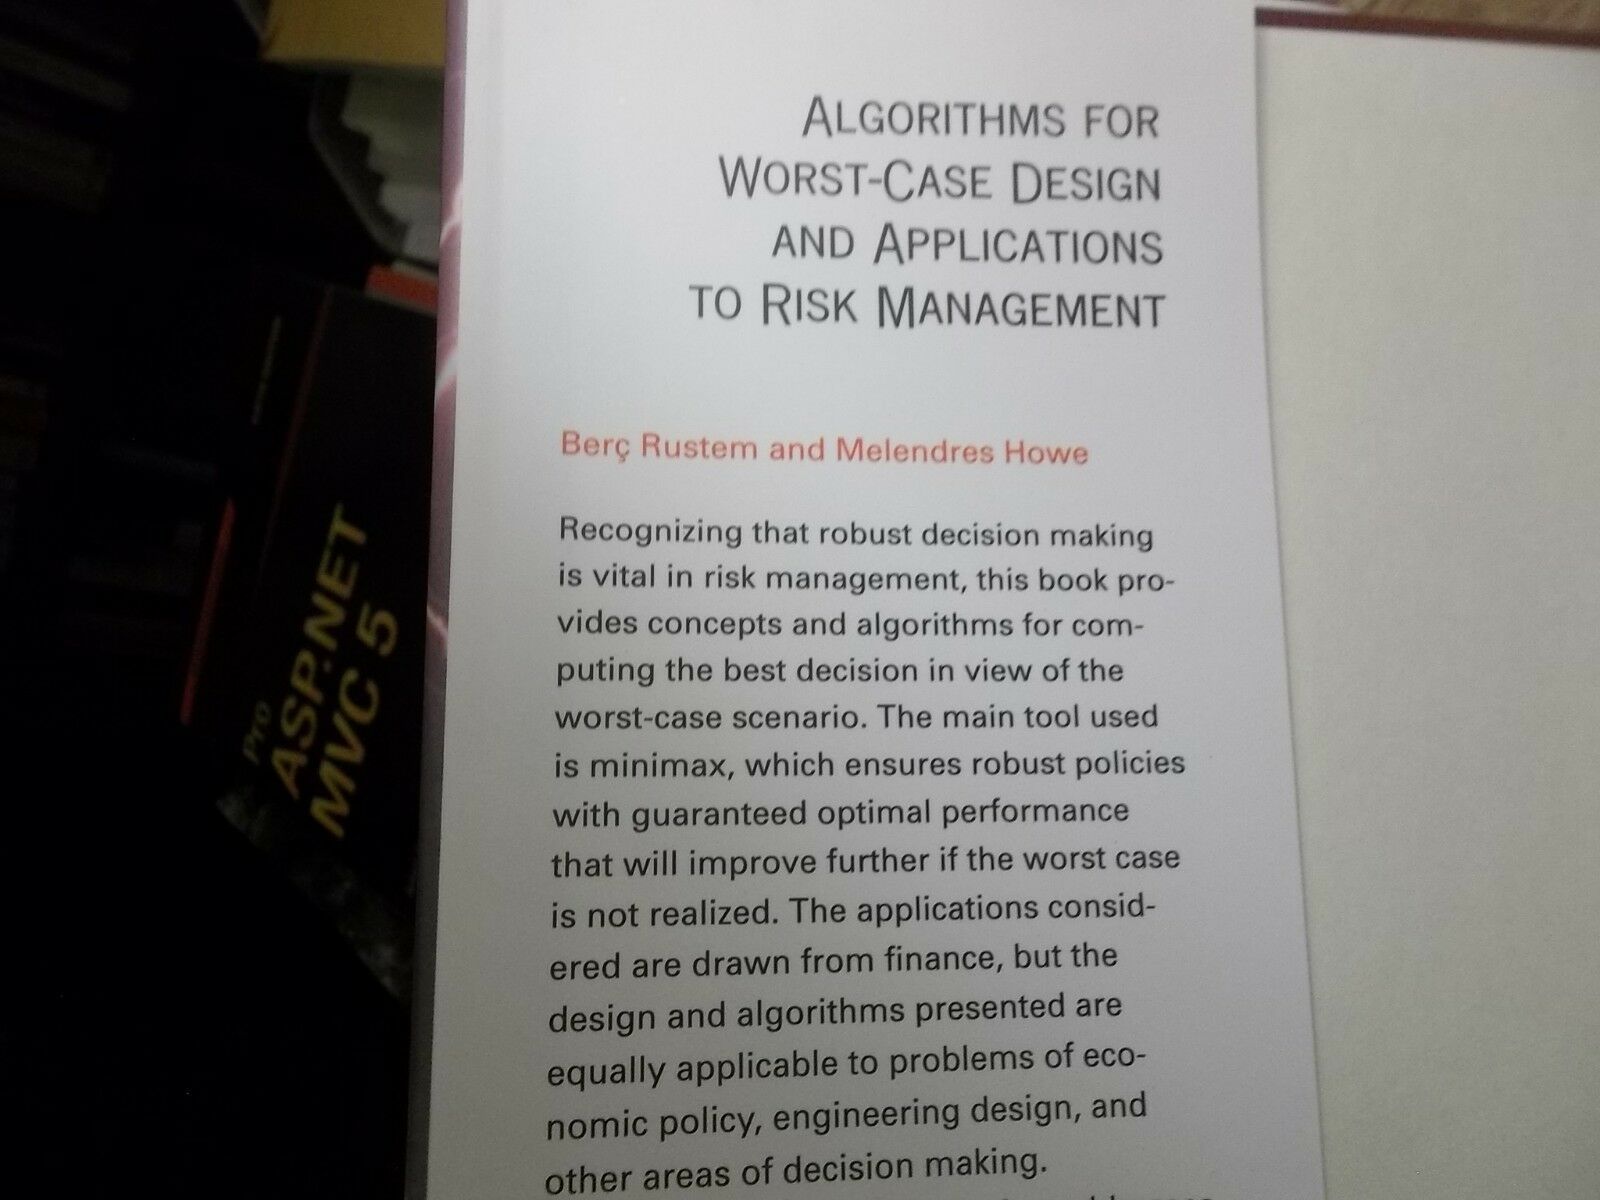 ALGORITHMS FOR
WORST-CASE DESIGN
AND APPLICATIONS
TO RISK MANAGEMENT
Berç Rustem and Melendres Howe
Recognizing that robust decision making
is vital in risk management, this book pro-
vides concepts and algorithms for com-
puting the best decision in view of the
worst-case scenario. The main tool used
is minimax, which ensures robust policies
with guaranteed optimal performance
that will improve further if the worst case
is not realized. The applications consid-
ered are drawn from finance, but the
design and algorithms presented are
equally applicable to problems of eco-
nomic policy, engineering design, and
other areas of decision making.
Pro
ASP.NET
MVC 5